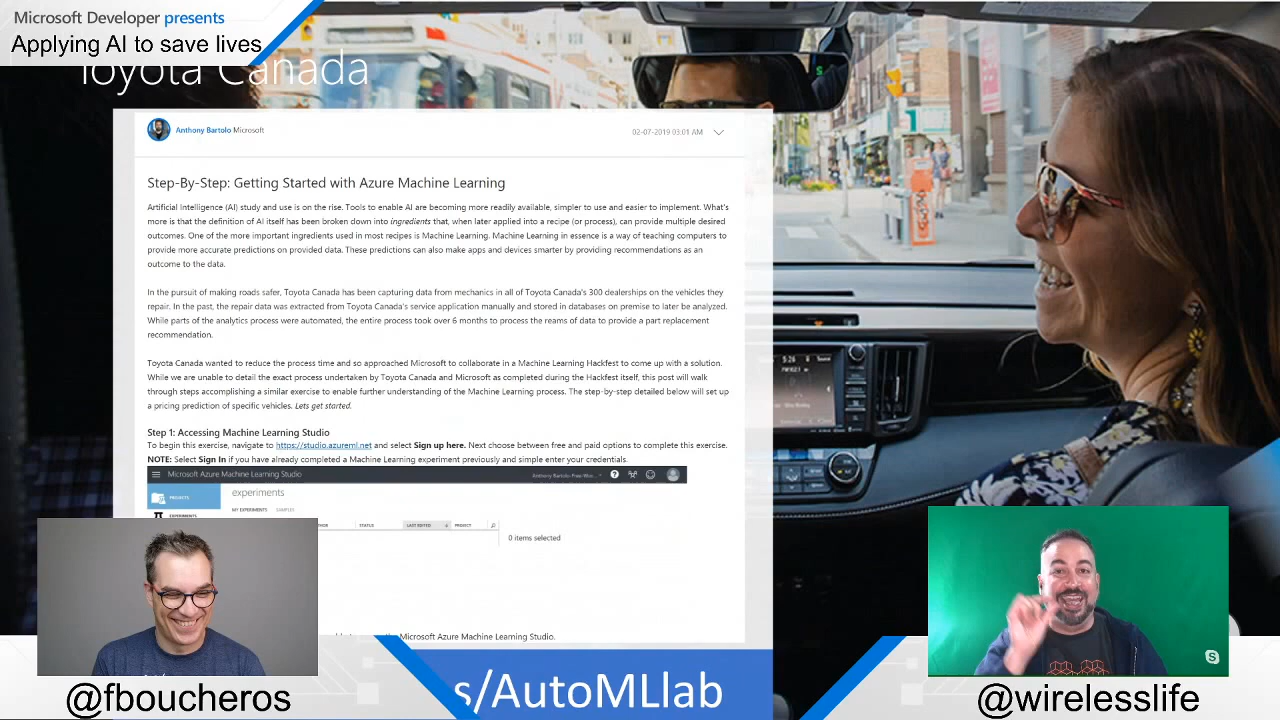 Microsoft Developer presents
Applying AI to save lives
Toyota Canada
Anthony Bartolo Microsoft
02-07-2019 03:01 AM
Step-By-Step: Getting Started with Azure Machine Learning
Artificial Intelligence (AI) study and use is on the rise. Tools to enable AI are becoming more readily available, simpler to use and easier to implement. What's
more is that the definition of AI itself has been broken down into ingredients that, when later applied into a recipe (or process), can provide multiple desired
outcomes. One of the more important ingredients used in most recipes is Machine Learning. Machine Learning in essence is a way of teaching computers to
provide more accurate predictions on provided data. These predictions can also make apps and devices smarter by providing recommendations as an
outcome to the data.
In the pursuit of making roads safer, Toyota Canada has been capturing data from mechanics in all of Toyota Canada's 300 dealerships on the vehicles they
repair. In the past, the repair data was extracted from Toyota Canada's service application manually and stored in databases on premise to later be analyzed.
While parts of the analytics process were automated, the entire process took over 6 months to process the reams of data to provide a part replacement
recommendation.
Toyota Canada wanted to reduce the process time and so approached Microsoft to collaborate in a Machine Learning Hackfest to come up with a solution.
While we are unable to detail the exact process undertaken by Toyota Canada and Microsoft as completed during the Hackfest itself, this post will walk
through steps accomplishing a similar exercise to enable further understanding of the Machine Learning process. The step-by-step detailed below will set up
a pricing prediction of specific vehicles. Lets get started.
Step 1: Accessing Machine Learning Studio
To begin this exercise, navigate to https://studio.azureml.net and select Sign up here. Next choose between free and paid options to complete this exercise.
NOTE: Select Sign In if you have already completed a Machine Learning experiment previously and simple enter your credentials.
Microsoft Azure Machine Learning Studio
PROJECTS
experiments
EXPERIMENTS
MY EXPERIMENTS SAMPLES
STATUS LAST EDITED PROJECT
0 items selected
Microsoft Azure Machine Learning Studio.
5:26
s/AutoMLlab
@fboucheros
@wirelesslife